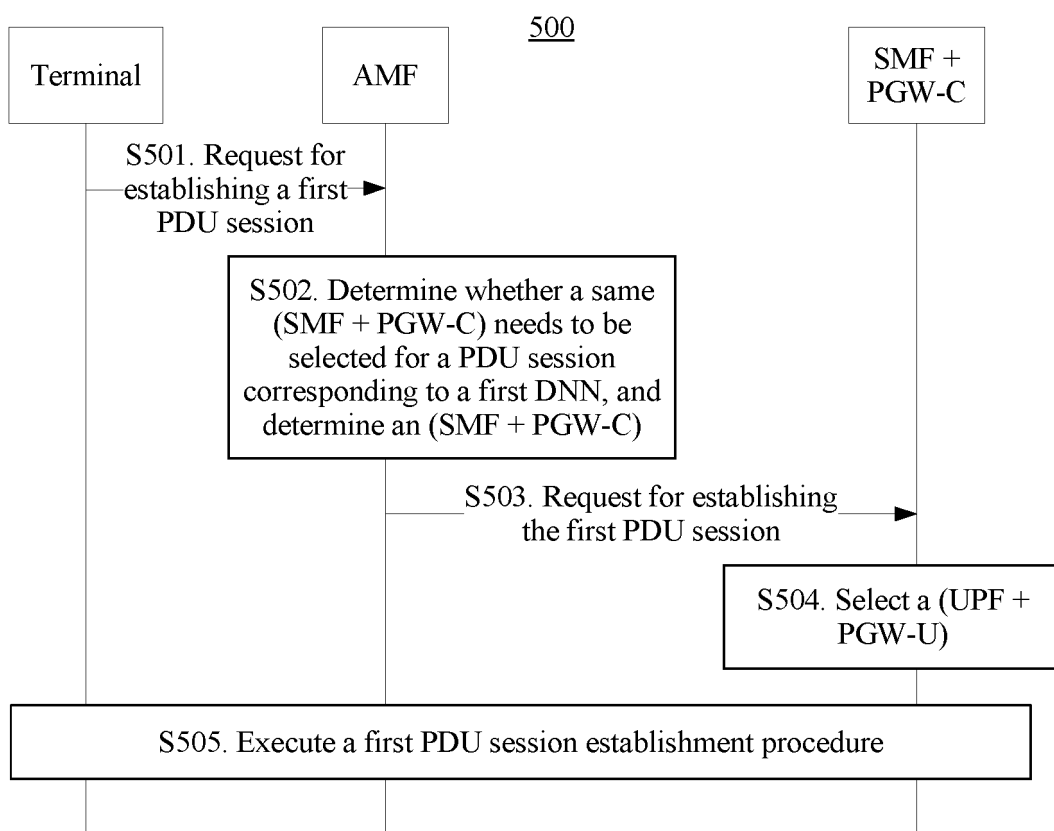 500
Terminal
AMF
SMF +
PGW-C
S501. Request for
establishing a first
PDU session
S502. Determine whether a same
(SMF + PGW-C) needs to be
selected for a PDU session
corresponding to a first DNN, and
determine an (SMF + PGW-C)
S503. Request for establishing
the first PDU session
S504. Select a (UPF +
PGW-U)
S505. Execute a first PDU session establishment procedure